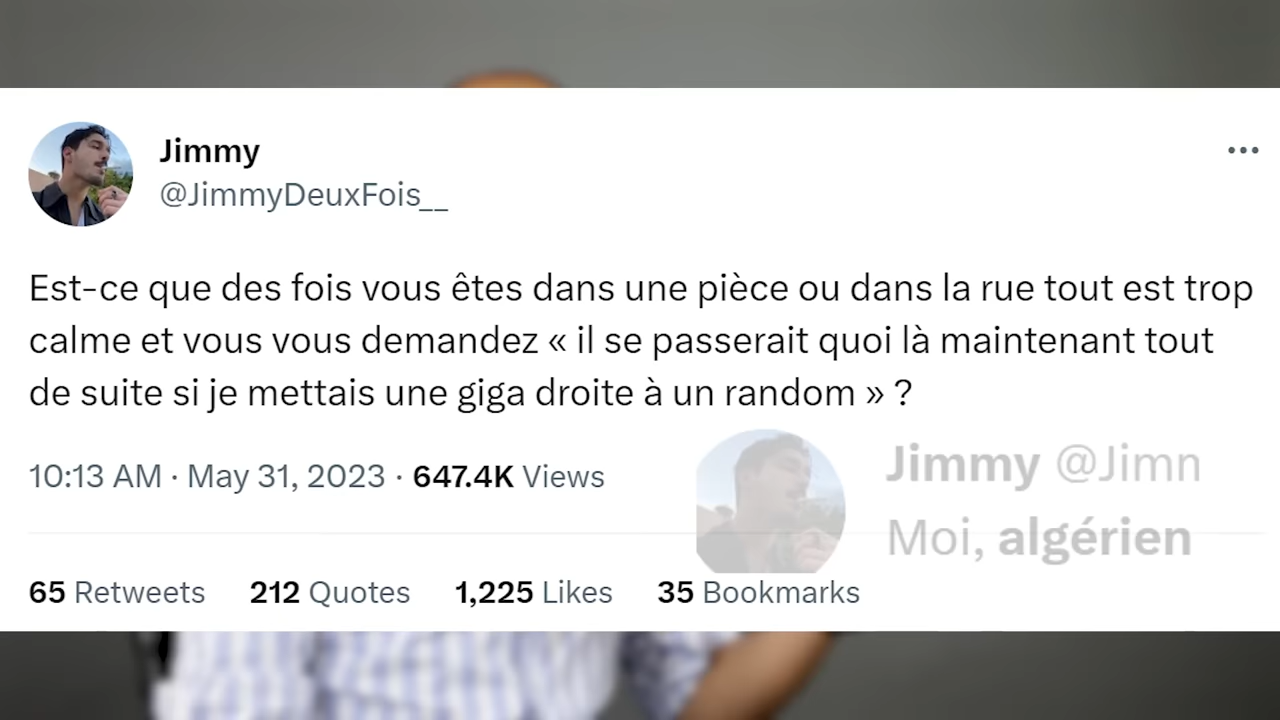 Jimmy
@JimmyDeuxFois__
Est-ce que des fois vous êtes dans une pièce ou dans la rue tout est trop
calme et vous vous demandez « il se passerait quoi là maintenant tout
de suite si je mettais une giga droite à un random » ?
10:13 AM · May 31, 2023 · 647.4K Views
Jimmy @Jimn
Moi, algérien
65 Retweets 212 Quotes 1,225 Likes 35 Bookmarks